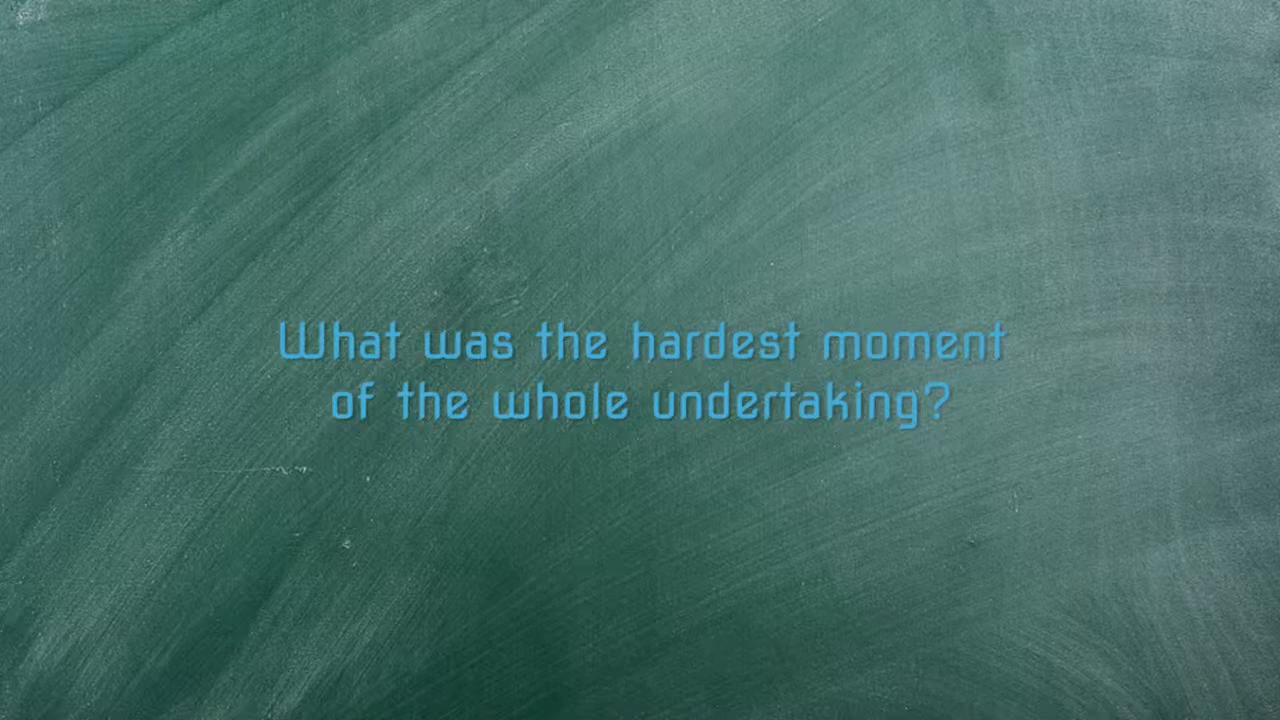 What was the hardest moment
of the whole undertaking?